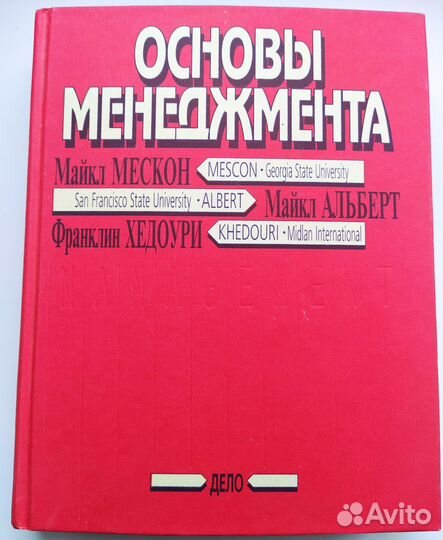 ОСНОВЫ
МЕНЕДЖМЕНТА
Майкл МЕСКОН MESCON • Georgia State University
San Francisco State University • ALBERT Майкл АЛЬБЕРТ
Франклин ХЕДОУРИ KHEDOURI • Midlan International
MANAGEMENT
ДЕЛО
Avito